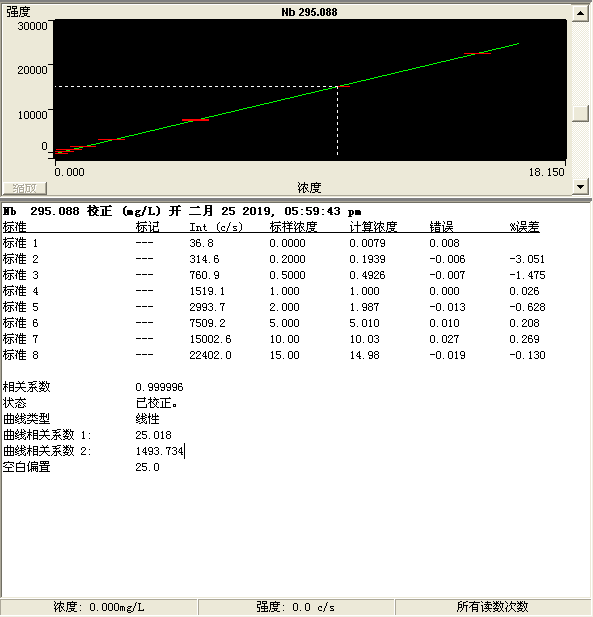 强度 Nb 295.088
30000
20000
10000
0
0.000 18.150
缩放 浓度
Nb 295.088 校正 (mg/L) 开 二月 25 2019, 05:59:43 pm
标准 标记 Int (c/s) 标样浓度 计算浓度 错误 %误差
标准 1 --- 36.8 0.0000 0.0079 0.008
标准 2 --- 314.6 0.2000 0.1939 -0.006 -3.051
标准 3 --- 760.9 0.5000 0.4926 -0.007 -1.475
标准 4 --- 1519.1 1.000 1.000 0.000 0.026
标准 5 --- 2993.7 2.000 1.987 -0.013 -0.628
标准 6 --- 7509.2 5.000 5.010 0.010 0.208
标准 7 --- 15002.6 10.00 10.03 0.027 0.269
标准 8 --- 22402.0 15.00 14.98 -0.019 -0.130
相关系数 0.999996
状态 已校正。
曲线类型 线性
曲线相关系数 1: 25.018
曲线相关系数 2: 1493.734
空白偏置 25.0
浓度: 0.000mg/L 强度: 0.0 c/s 所有读数次数